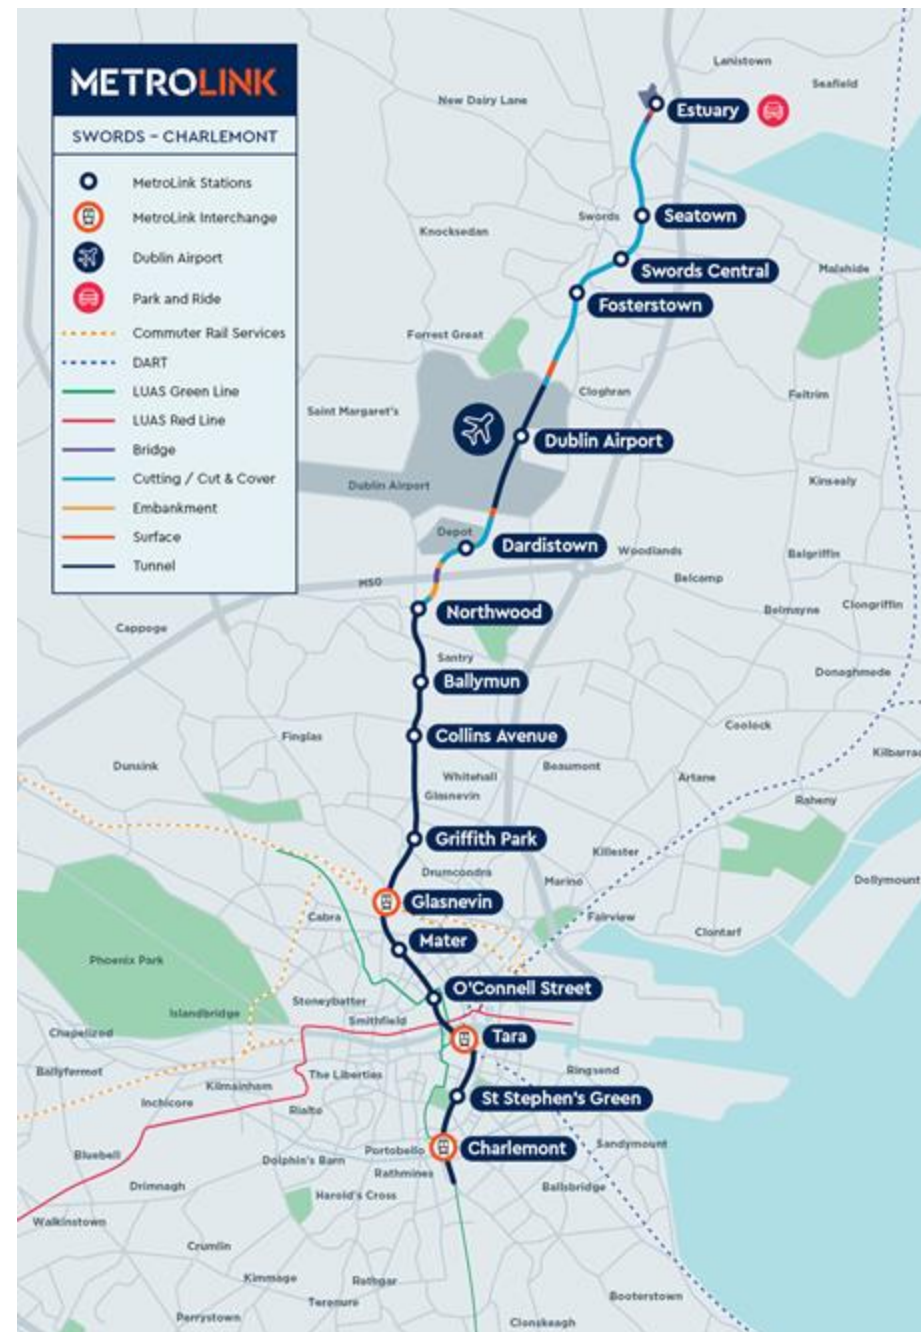 METROLINK
SWORDS – CHARLEMONT
MetroLink Stations
MetroLink Interchange
Dublin Airport
Park and Ride
Commuter Rail Services
DART
LUAS Green Line
LUAS Red Line
Bridge
Cutting / Cut & Cover
Embankment
Surface
Tunnel
Lanistown
Seafield
New Dairy Lane
Estuary
Swords
Seatown
Knocksedan
Swords Central
Malahide
Fosterstown
Forrest Great
Cloghran
Feltrim
Saint Margaret's
Dublin Airport
Dublin Airport
Kinsealy
Depot
Dardistown
Woodlands
Balgriffin
M50
Belcamp
Northwood
Belmayne
Clongriffin
Cappoge
Santry
Ballymun
Donaghmede
Coolock
Finglas
Collins Avenue
Kilbarrac
Dunsink
Whitehall
Beaumont
Artane
Glasnevin
Raheny
Griffith Park
Killester
Drumcondra
Marino
Dollymount
Glasnevin
Cabra
Fairview
Clontarf
Mater
Phoenix Park
O'Connell Street
Stoneybatter
Islandbridge
Smithfield
Chapelizod
Tara
Ballyfermot
The Liberties
Ringsend
Kilmainham
Inchicore
Rialto
St Stephen's Green
Bluebell
Portobello
Charlemont
Sandymount
Dolphin's Barn
Rathmines
Drimnagh
Harold's Cross
Ballsbridge
Walkinstown
Crumlin
Kimmage
Rathgar
Terenure
Booterstown
Perrystown
Clonskeagh